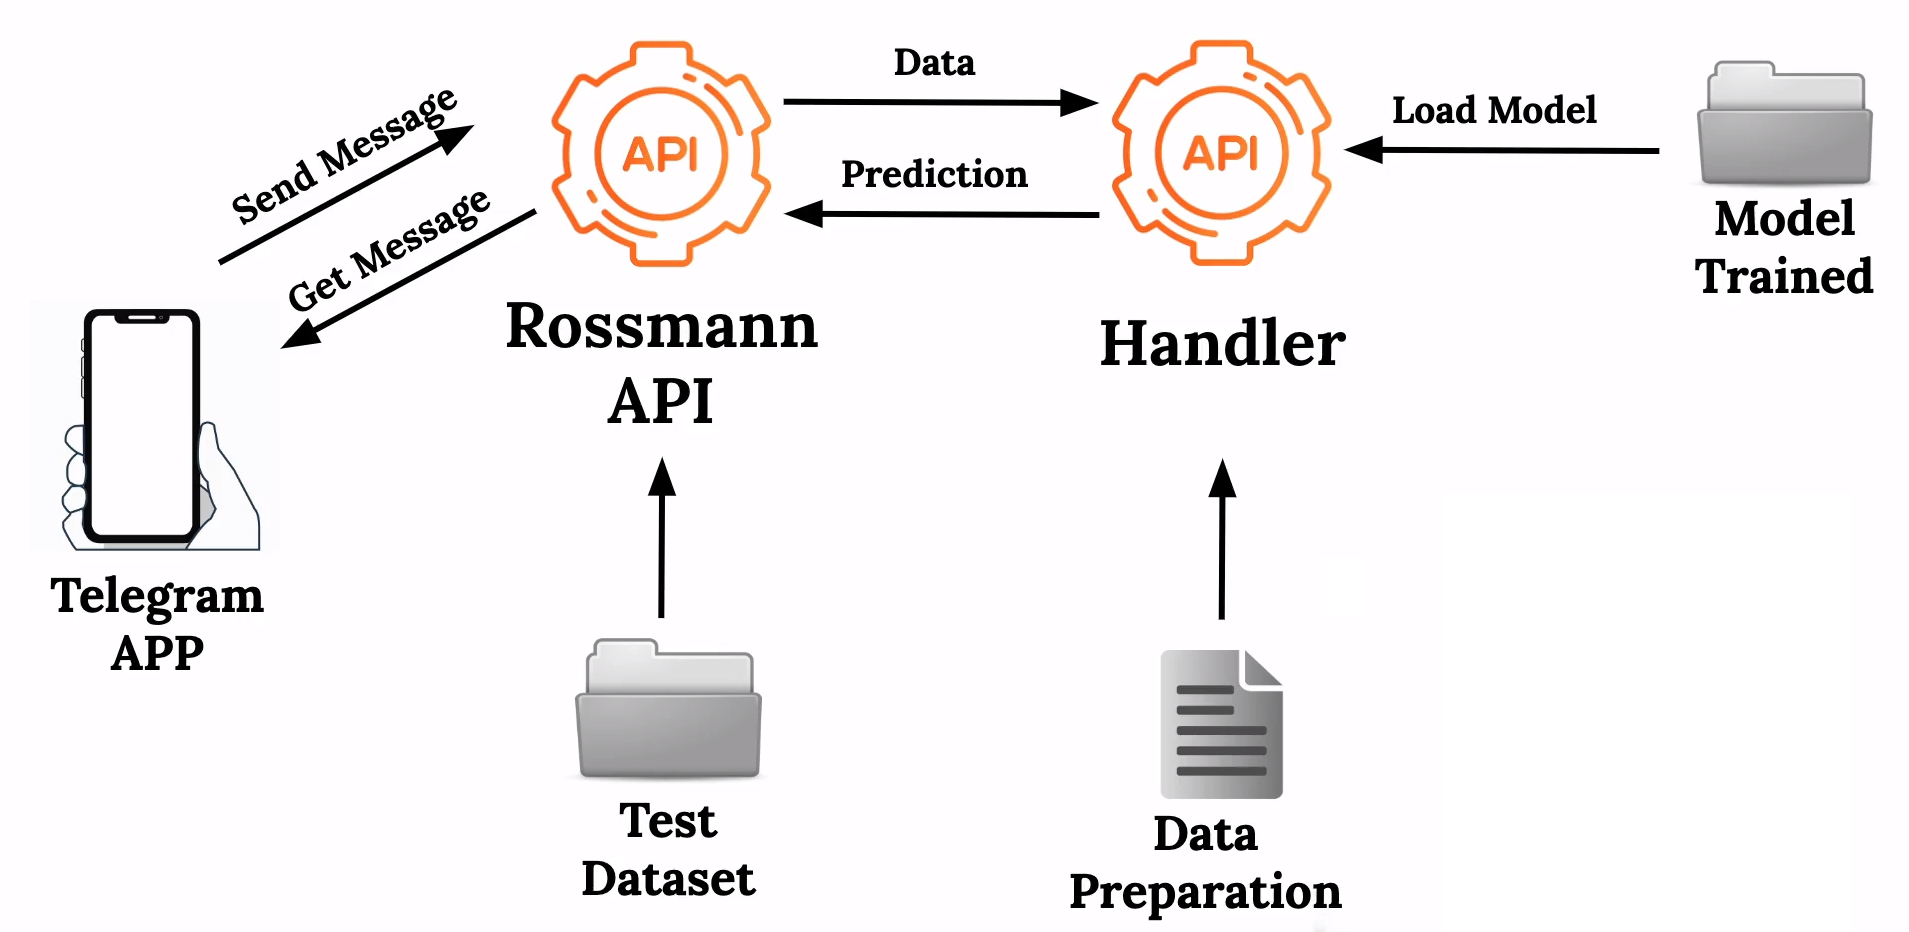 Send Message
Get Message
API
Data
Prediction
API
Load Model
Model
Trained
Rossmann
API
Handler
Telegram
APP
Test
Dataset
Data
Preparation